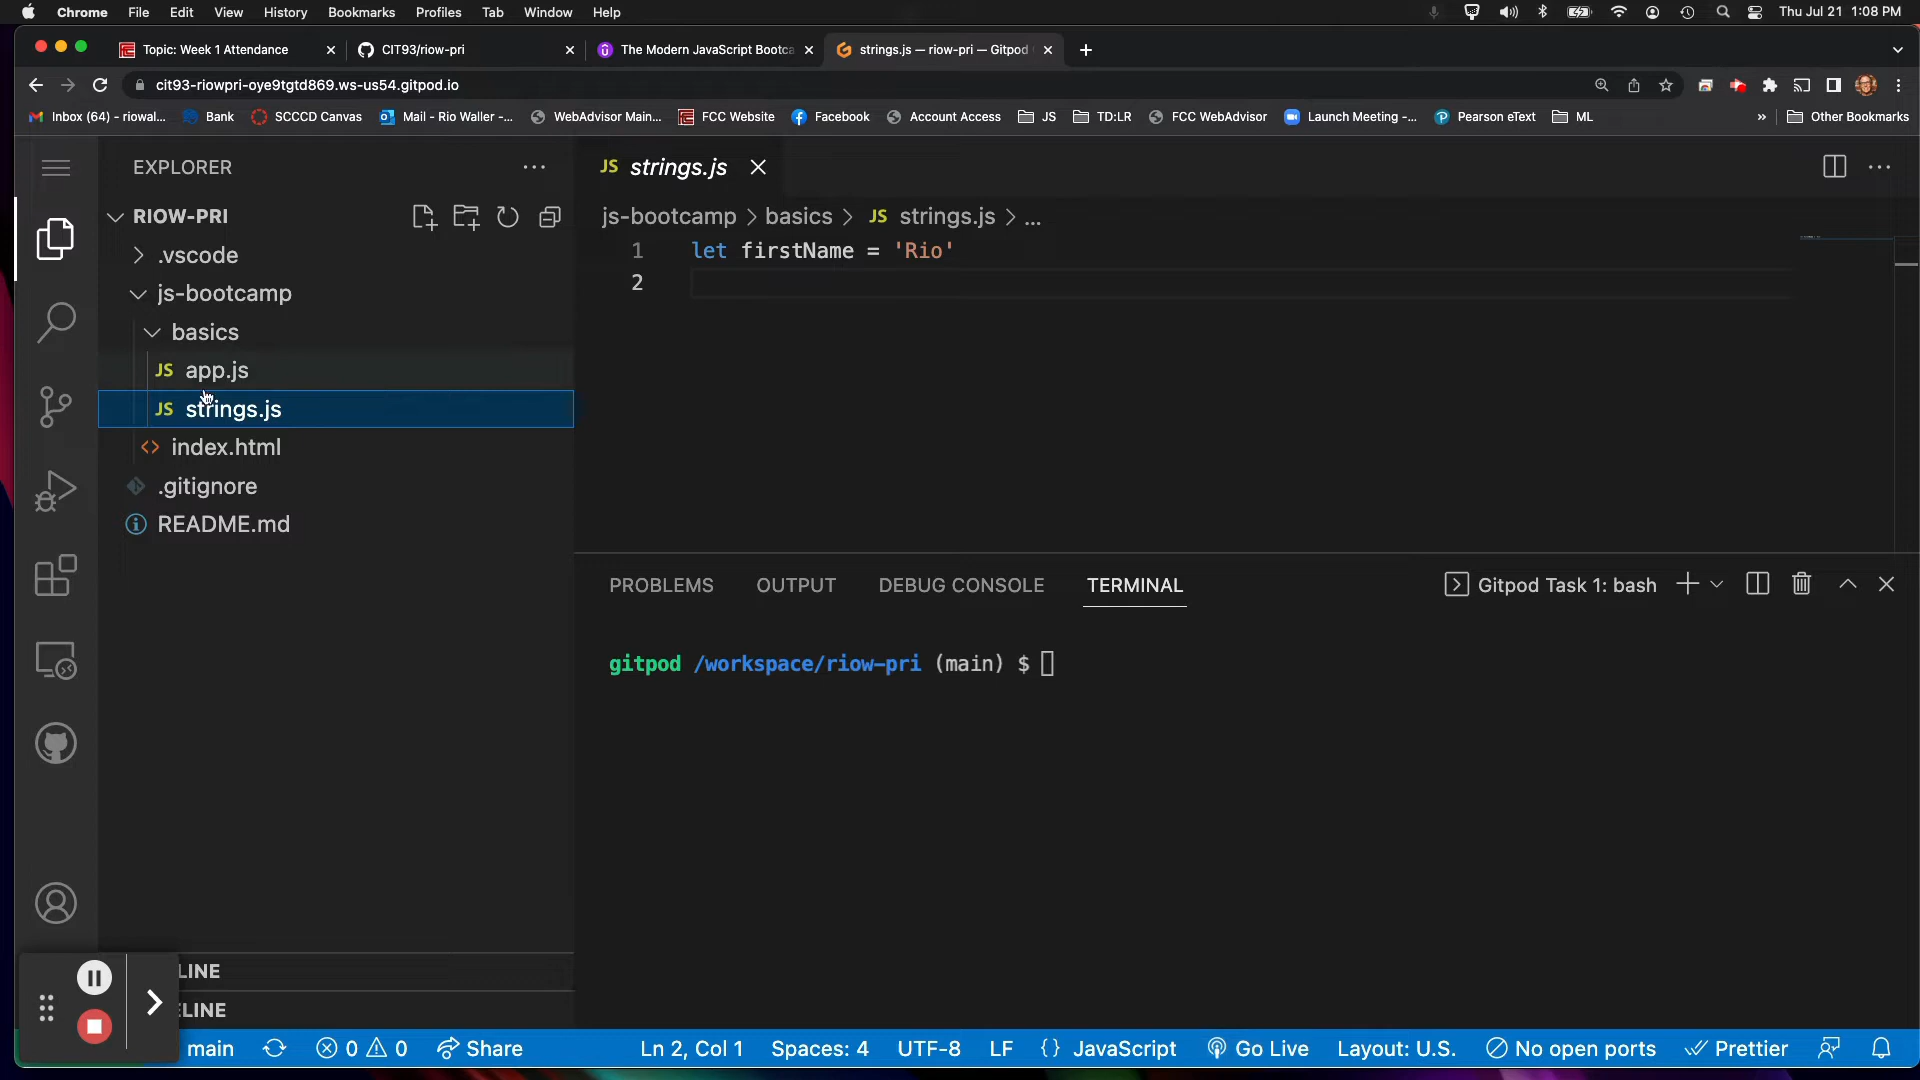 Chrome File Edit View History Bookmarks Profiles Tab Window Help Thu Jul 21 1:08 PM
Topic: Week 1 Attendance CIT93/riow-pri The Modern JavaScript Bootca strings.js — riow-pri — Gitpod
cit93-riowpri-oye9tgtd869.ws-us54.gitpod.io
Inbox (64) - riowal... Bank SCCCD Canvas Mail - Rio Waller -... WebAdvisor Main... FCC Website Facebook Account Access JS TD:LR FCC WebAdvisor Launch Meeting -... Pearson eText ML » Other Bookmarks
EXPLORER ...
RIOW-PRI
.vscode
js-bootcamp
basics
JS app.js
JS strings.js
<> index.html
.gitignore
README.md
LINE
ELINE
JS strings.js
js-bootcamp > basics > JS strings.js > ...
1 let firstName = 'Rio'
2
PROBLEMS OUTPUT DEBUG CONSOLE TERMINAL Gitpod Task 1: bash
gitpod /workspace/riow-pri (main) $
main 0 0 Share Ln 2, Col 1 Spaces: 4 UTF-8 LF {} JavaScript Go Live Layout: U.S. No open ports Prettier